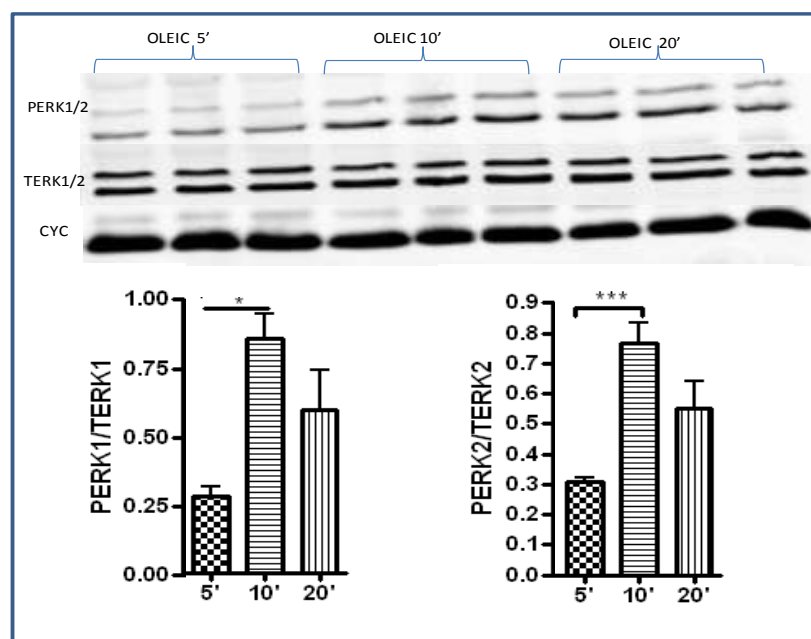 OLEIC 5' OLEIC 10' OLEIC 20'
PERK1/2
TERK1/2
CYC
PERK1/TERK1
1.00
0.75
0.50
0.25
0.00
*
5' 10' 20'
PERK2/TERK2
0.9
0.8
0.7
0.6
0.5
0.4
0.3
0.2
0.1
0.0
***
5' 10' 20'